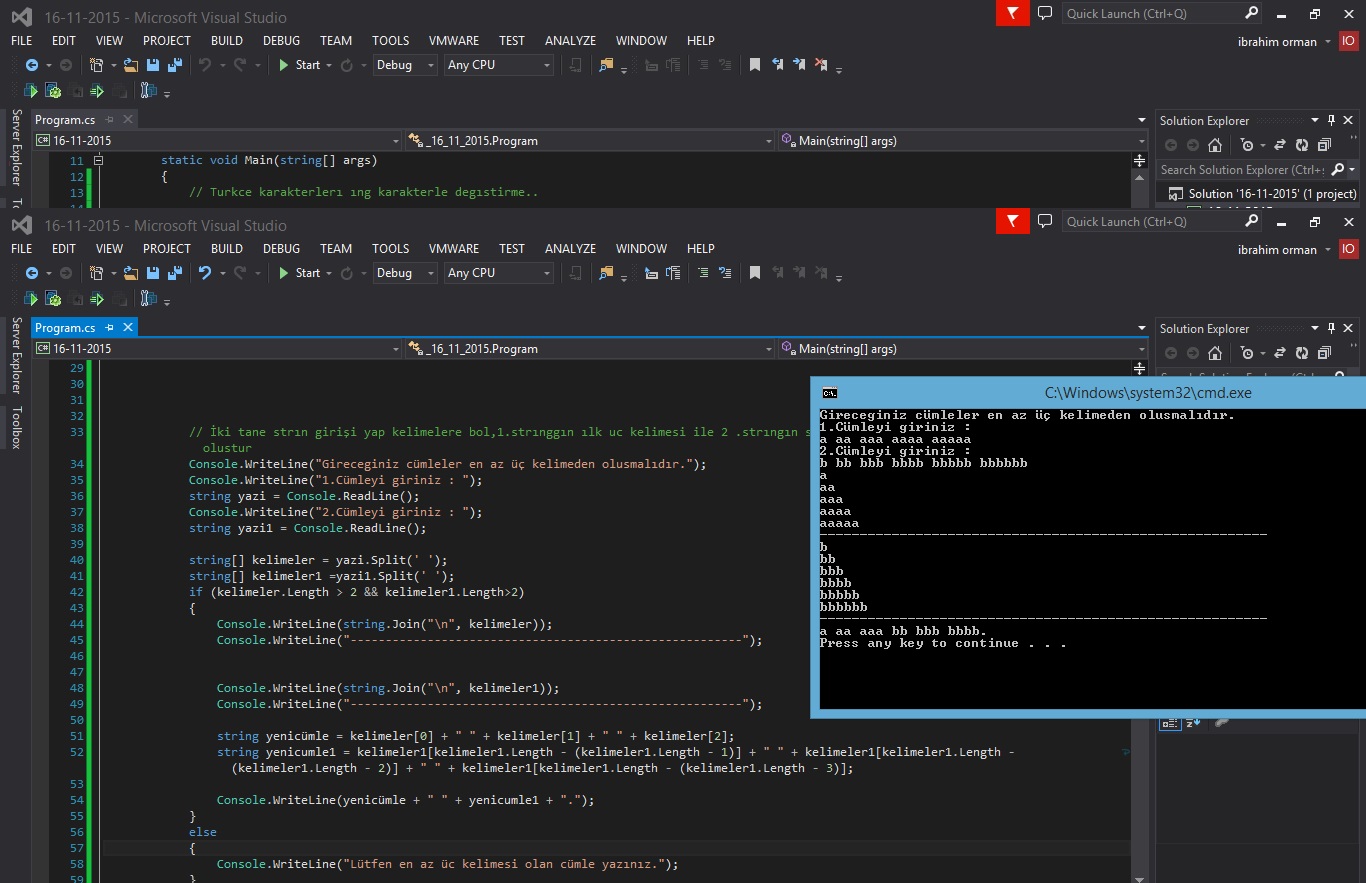 16-11-2015 - Microsoft Visual Studio
Quick Launch (Ctrl+Q)
FILE EDIT VIEW PROJECT BUILD DEBUG TEAM TOOLS VMWARE TEST ANALYZE WINDOW HELP
ibrahim orman IO
Start Debug Any CPU
Server Explorer
Program.cs
16-11-2015 _16_11_2015.Program Main(string[] args)
Solution Explorer
Search Solution Explorer (Ctrl+ş
Solution '16-11-2015' (1 project)
11 static void Main(string[] args)
12 {
13 // Turkce karakterlerı ıng karakterle degıstirme..
16-11-2015 - Microsoft Visual Studio
Quick Launch (Ctrl+Q)
FILE EDIT VIEW PROJECT BUILD DEBUG TEAM TOOLS VMWARE TEST ANALYZE WINDOW HELP
ibrahim orman IO
Start Debug Any CPU
Server Explorer
Toolbox
Program.cs
16-11-2015 _16_11_2015.Program Main(string[] args)
Solution Explorer
29
30
31
32
33 // İki tane strın girişi yap kelimelere bol,1.strınggın ılk uc kelimesi ile 2 .strıngın s
olustur
34 Console.WriteLine("Gireceginiz cümleler en az üç kelimeden olusmalıdır.");
35 Console.WriteLine("1.Cümleyi giriniz : ");
36 string yazi = Console.ReadLine();
37 Console.WriteLine("2.Cümleyi giriniz : ");
38 string yazi1 = Console.ReadLine();
39
40 string[] kelimeler = yazi.Split(' ');
41 string[] kelimeler1 =yazi1.Split(' ');
42 if (kelimeler.Length > 2 && kelimeler1.Length>2)
43 {
44 Console.WriteLine(string.Join("\n", kelimeler));
45 Console.WriteLine("--------------------------------------------------------");
46
47
48 Console.WriteLine(string.Join("\n", kelimeler1));
49 Console.WriteLine("--------------------------------------------------------");
50
51 string yenicümle = kelimeler[0] + " " + kelimeler[1] + " " + kelimeler[2];
52 string yenicumle1 = kelimeler1[kelimeler1.Length - (kelimeler1.Length - 1)] + " " + kelimeler1[kelimeler1.Length -
(kelimeler1.Length - 2)] + " " + kelimeler1[kelimeler1.Length - (kelimeler1.Length - 3)];
53
54 Console.WriteLine(yenicümle + " " + yenicumle1 + ".");
55 }
56 else
57 {
58 Console.WriteLine("Lütfen en az üc kelimesi olan cümle yazınız.");
59 }
C:\Windows\system32\cmd.exe
Gireceginiz cümleler en az üç kelimeden olusmalıdır.
1.Cümleyi giriniz :
a aa aaa aaaa aaaaa
2.Cümleyi giriniz :
b bb bbb bbbb bbbbb bbbbbb
a
aa
aaa
aaaa
aaaaa
--------------------------------------------------------
b
bb
bbb
bbbb
bbbbb
bbbbbb
--------------------------------------------------------
a aa aaa bb bbb bbbb.
Press any key to continue . . .